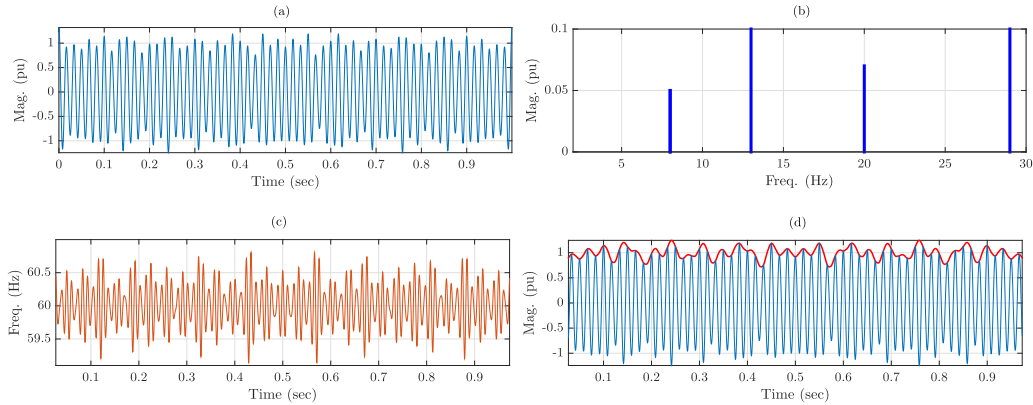 (a)
1
0.5
0
-0.5
-1
Mag. (pu)
0 0.1 0.2 0.3 0.4 0.5 0.6 0.7 0.8 0.9
Time (sec)
(b)
0.1
0.05
0
Mag. (pu)
5 10 15 20 25 30
Freq. (Hz)
(c)
60.5
60
59.5
Freq. (Hz)
0.1 0.2 0.3 0.4 0.5 0.6 0.7 0.8 0.9
Time (sec)
(d)
1
0.5
0
-0.5
-1
Mag. (pu)
0.1 0.2 0.3 0.4 0.5 0.6 0.7 0.8 0.9
Time (sec)